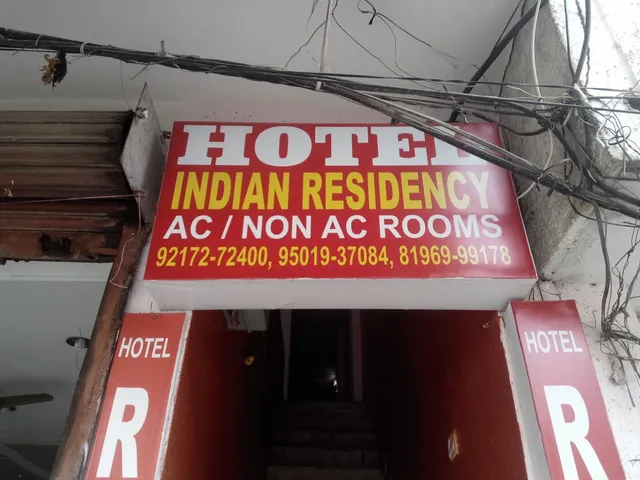 HOTEL
INDIAN RESIDENCY
AC / NON AC ROOMS
92172-72400, 95019-37084, 81969-99178
HOTEL
R
HOTEL
R